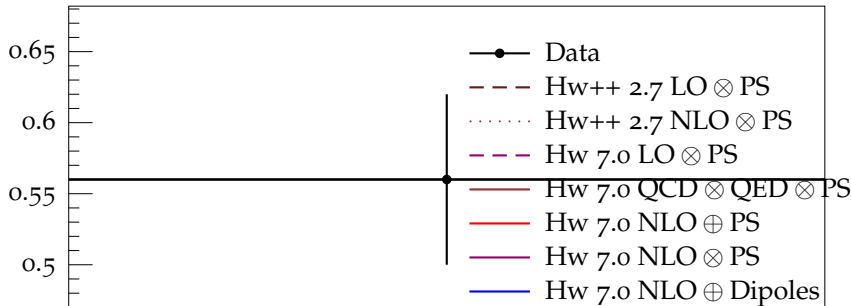 0.65
Data
Hw++ 2.7 LO ⊗ PS
0.6
Hw++ 2.7 NLO ⊗ PS
Hw 7.0 LO ⊗ PS
0.55
Hw 7.0 QCD ⊗ QED ⊗ PS
Hw 7.0 NLO ⊕ PS
Hw 7.0 NLO ⊗ PS
0.5
Hw 7.0 NLO ⊕ Dipoles